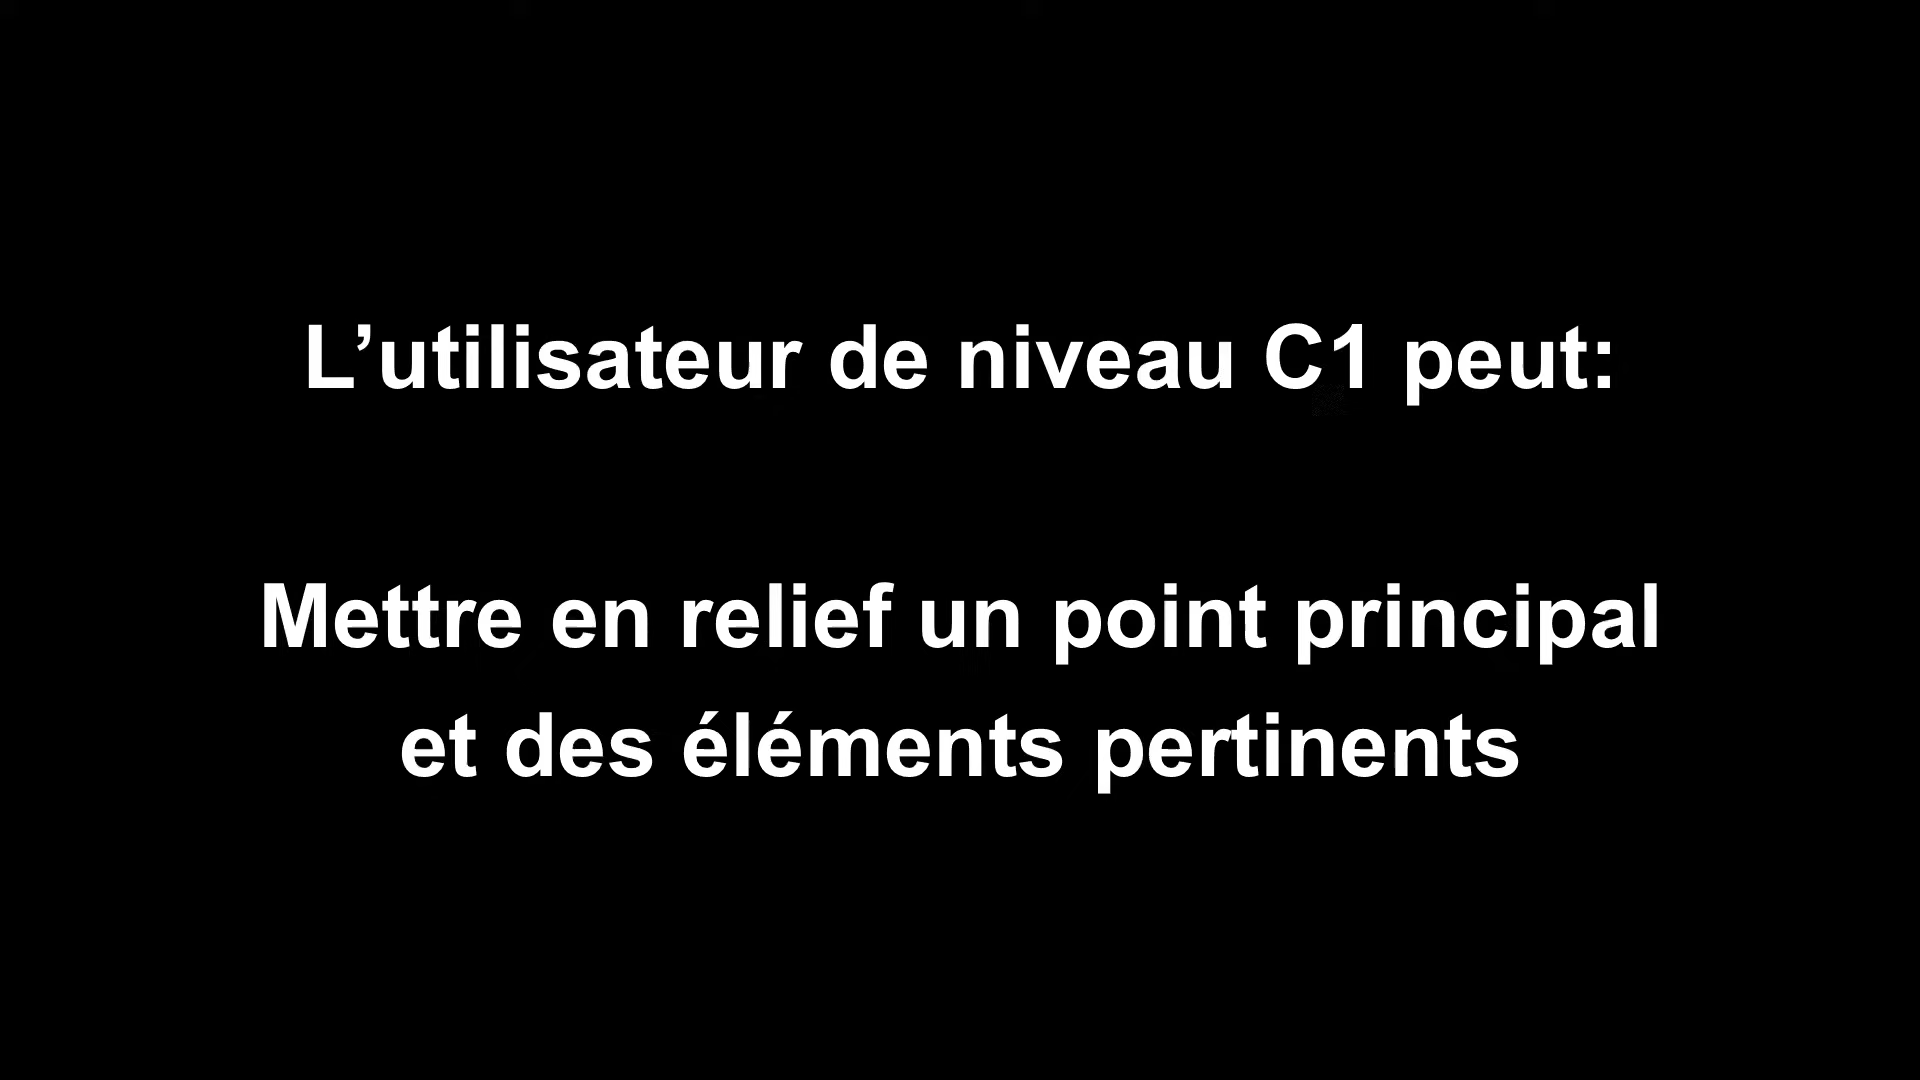 L’utilisateur de niveau C1 peut:
Mettre en relief un point principal
et des éléments pertinents